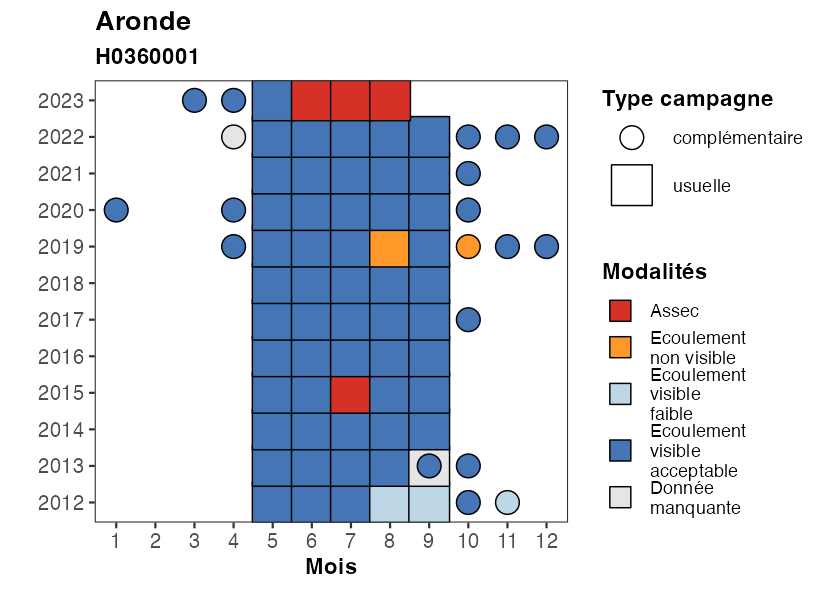 Aronde
H0360001
2023
2022
2021
2020
2019
2018
2017
2016
2015
2014
2013
2012
1 2 3 4 5 6 7 8 9 10 11 12
Mois
Type campagne
complémentaire
usuelle
Modalités
Assec
Ecoulement
non visible
Ecoulement
visible
faible
Ecoulement
visible
acceptable
Donnée
manquante